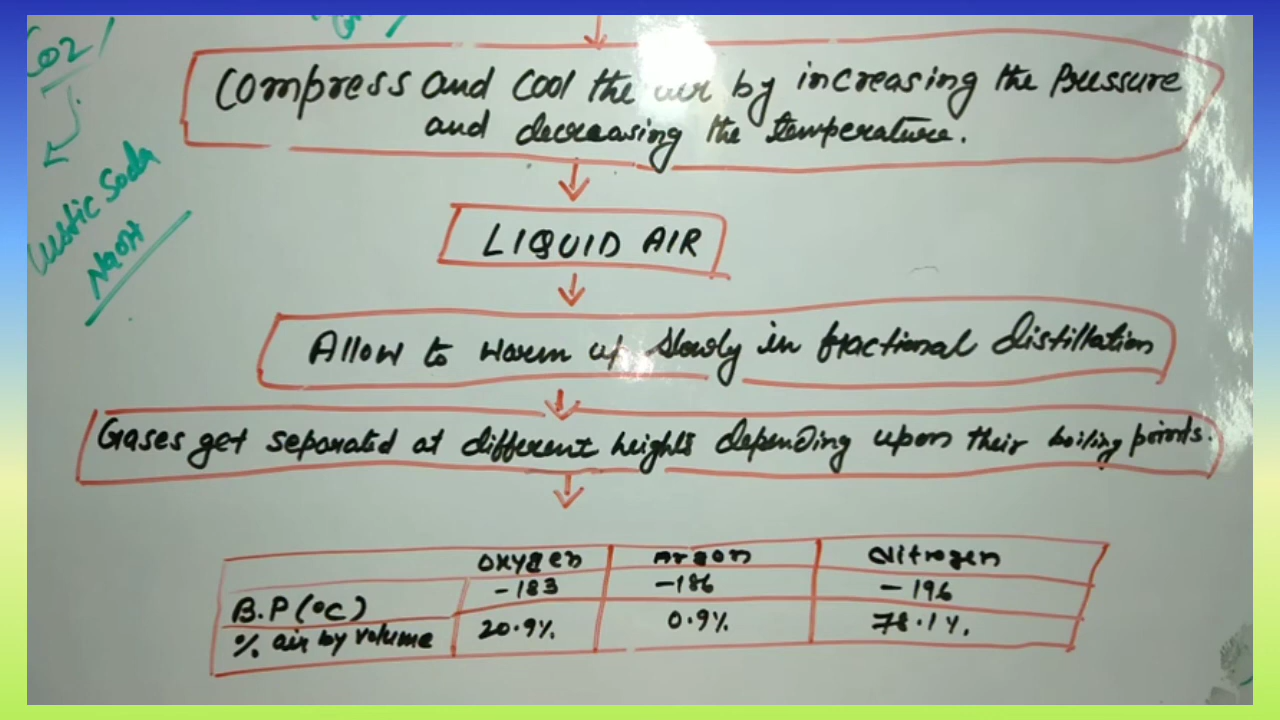 CO2
Compress and cool the air by increasing the pressure
and decreasing the temperature.
Caustic Soda
NaOH
LIQUID AIR
Allow to warm up slowly in fractional distillation
Gases get separated at different heights depending upon their boiling points.
Oxygen Argon Nitrogen
B.P (°C) -183 -186 -196
% air by volume 20.9% 0.9% 78.1%.